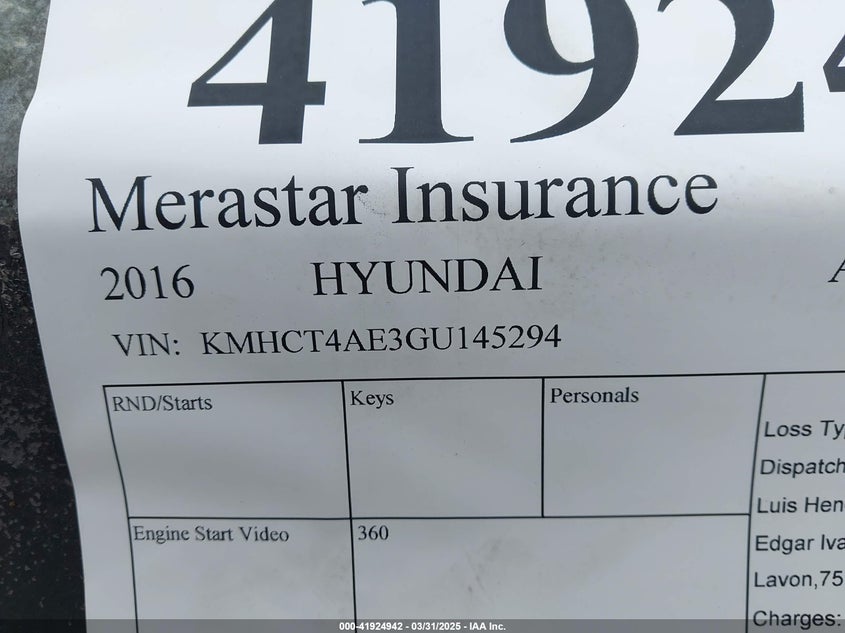 41924
Merastar Insurance
2016 HYUNDAI A
VIN: KMHCT4AE3GU145294
RND/Starts Keys Personals
Loss Ty
Dispatch
Luis Hen
Engine Start Video 360
Edgar Iva
Lavon,75
Charges:
000-41924942 - 03/31/2025 - IAA Inc.